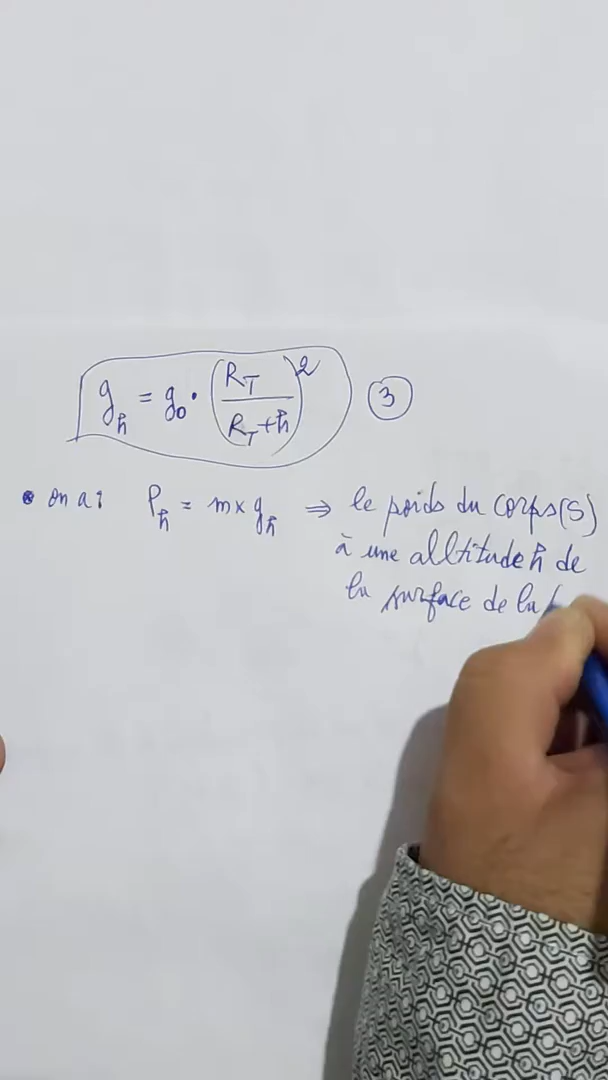 g_h = g_0 · (R_T / (R_T + h))^2 (3)
• on a : P_h = m × g_h ⇒ le poids du corps (S)
à une alltitude h de
la surface de la